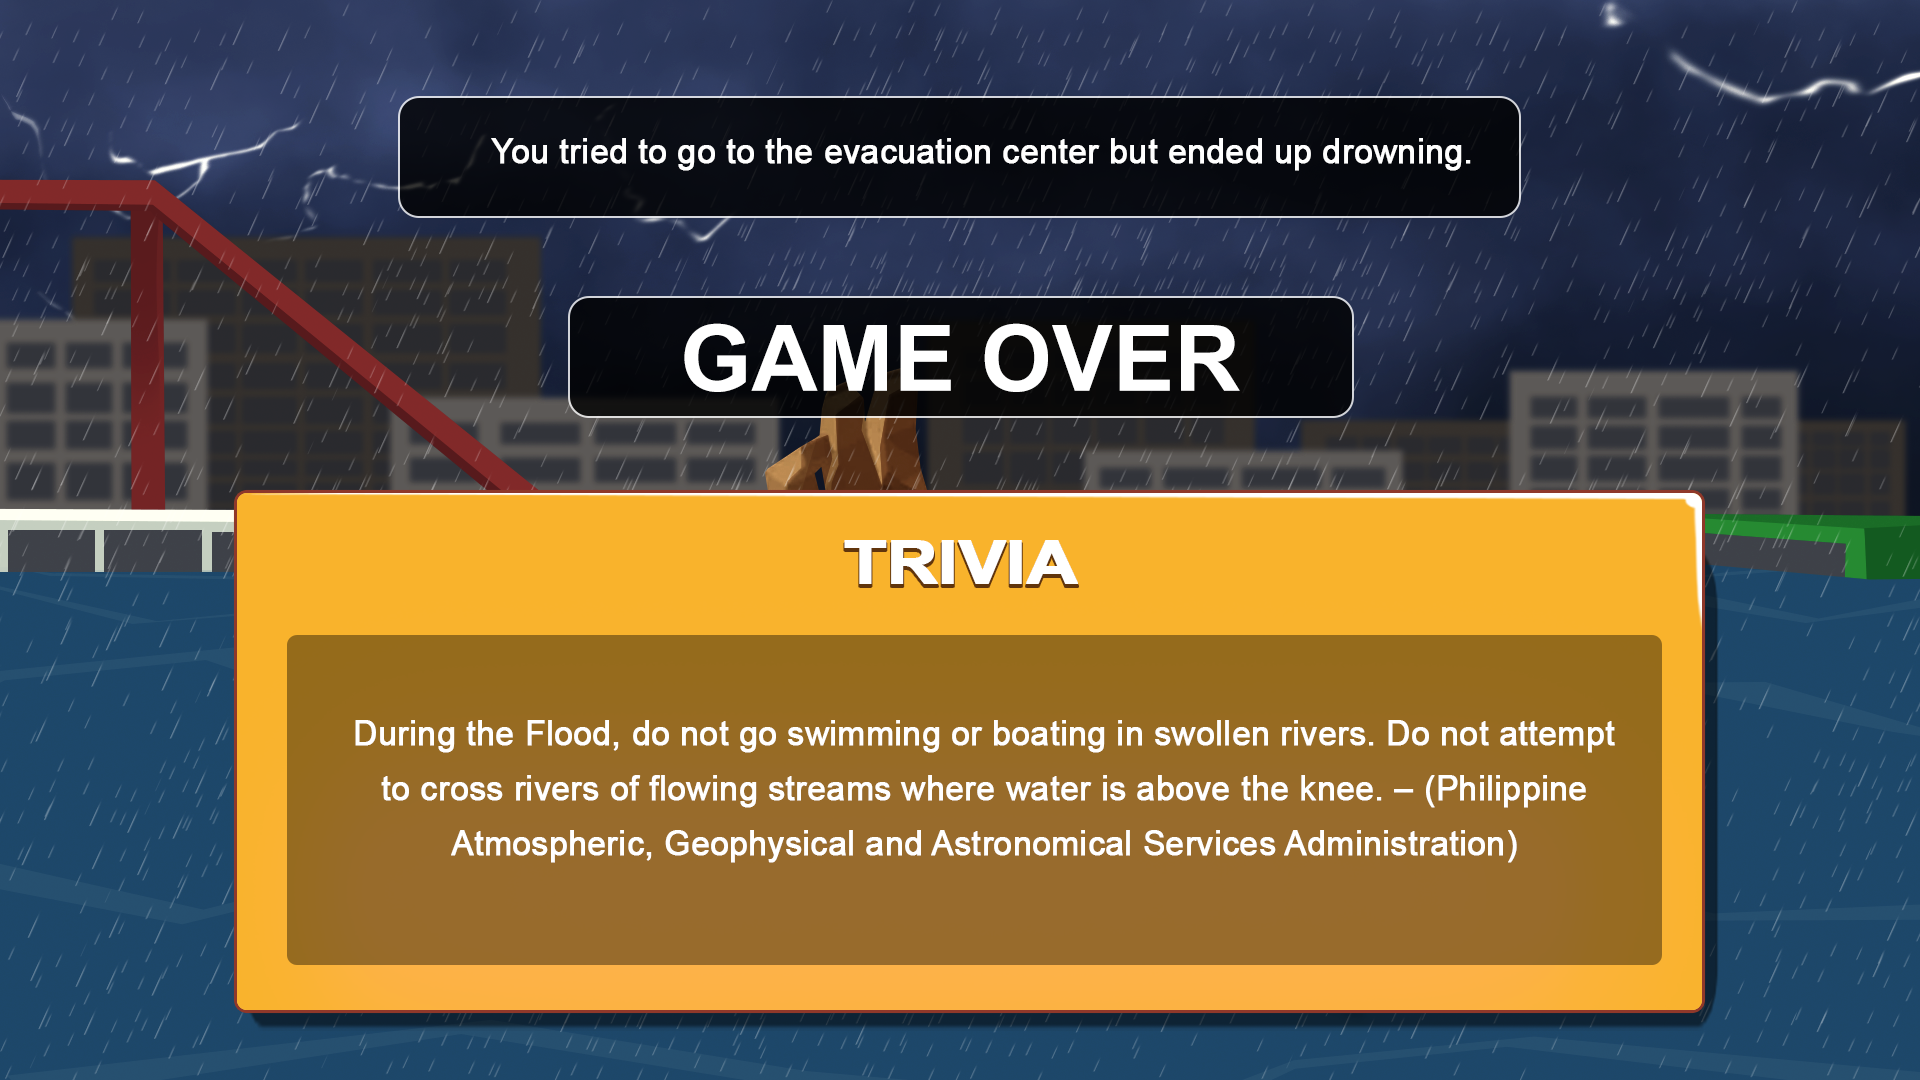 You tried to go to the evacuation center but ended up drowning.
GAME OVER
TRIVIA
During the Flood, do not go swimming or boating in swollen rivers. Do not attempt
to cross rivers of flowing streams where water is above the knee. – (Philippine
Atmospheric, Geophysical and Astronomical Services Administration)